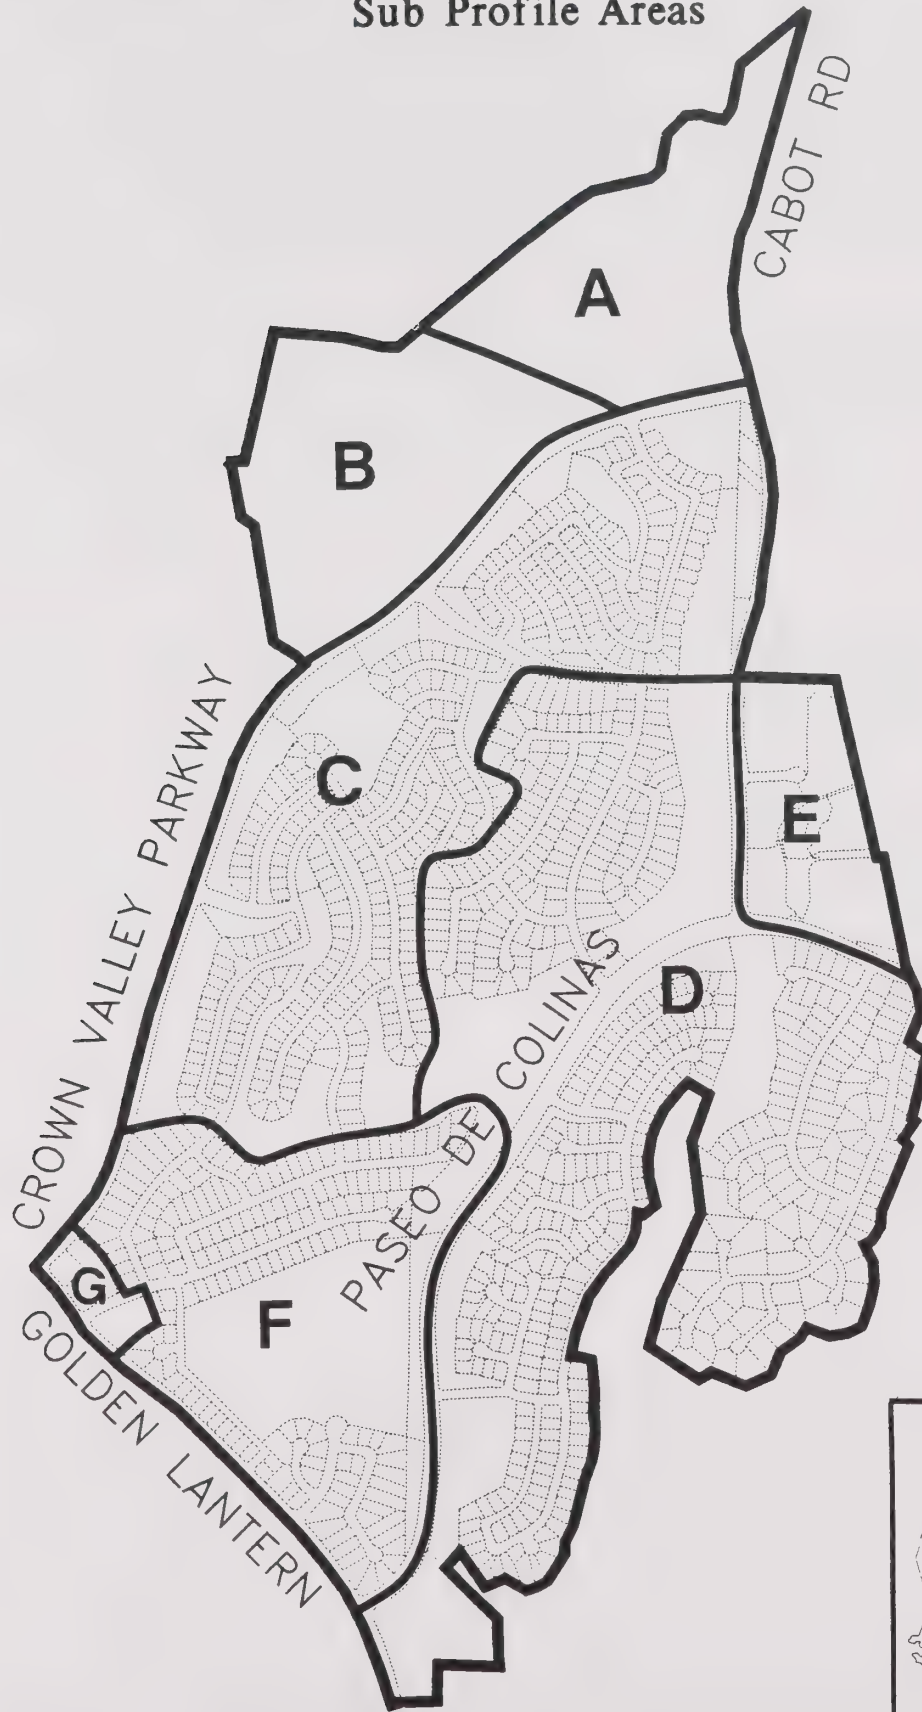 Sub Profile Areas
CABOT RD
A
B
CROWN VALLEY PARKWAY
C
E
D
PASEO DE COLINAS
G
F
GOLDEN LANTERN